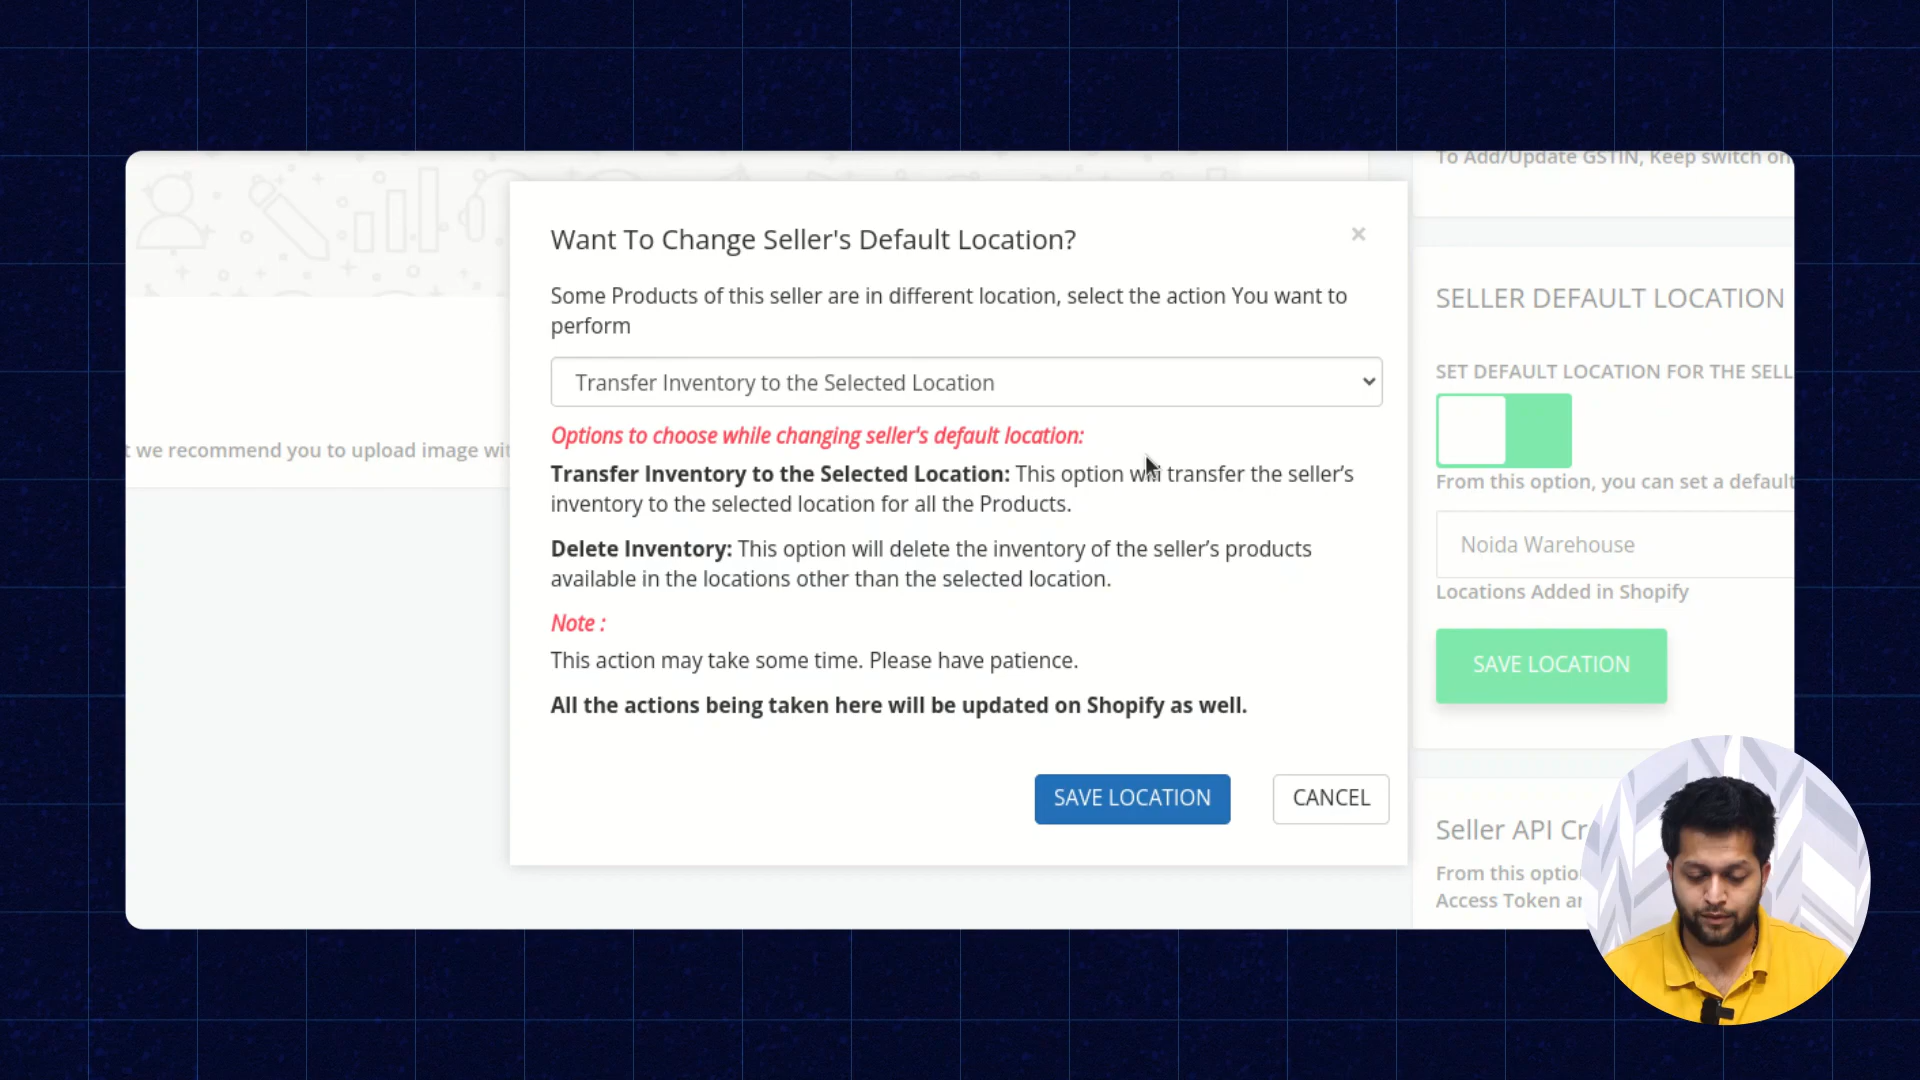 To Add/Update GSTIN, Keep switch on
Want To Change Seller's Default Location?
×
Some Products of this seller are in different location, select the action You want to
perform
Transfer Inventory to the Selected Location
Options to choose while changing seller's default location:
Transfer Inventory to the Selected Location: This option will transfer the seller’s
inventory to the selected location for all the Products.
Delete Inventory: This option will delete the inventory of the seller’s products
available in the locations other than the selected location.
Note :
This action may take some time. Please have patience.
All the actions being taken here will be updated on Shopify as well.
SAVE LOCATION
CANCEL
we recommend you to upload image
SELLER DEFAULT LOCATION
SET DEFAULT LOCATION FOR THE SELL
From this option, you can set a default
Noida Warehouse
Locations Added in Shopify
SAVE LOCATION
Seller API Cr
From this optio
Access Token